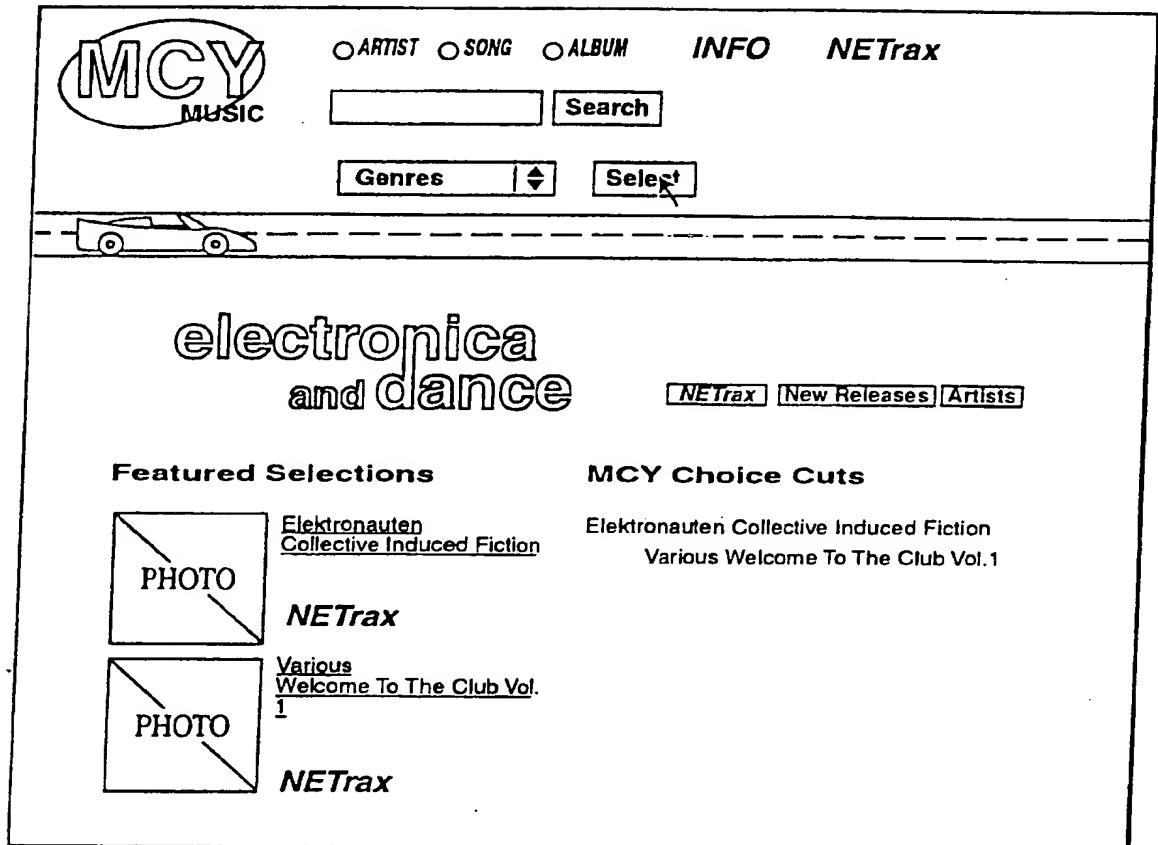 MCY
MUSIC
ARTIST SONG ALBUM INFO NETrax
Search
Genres Select
electronica
and dance
NETrax New Releases Artists
Featured Selections
Elektronauten
Collective Induced Fiction
PHOTO
NETrax
Various
Welcome To The Club Vol.
1
PHOTO
NETrax
MCY Choice Cuts
Elektronauten Collective Induced Fiction
Various Welcome To The Club Vol.1